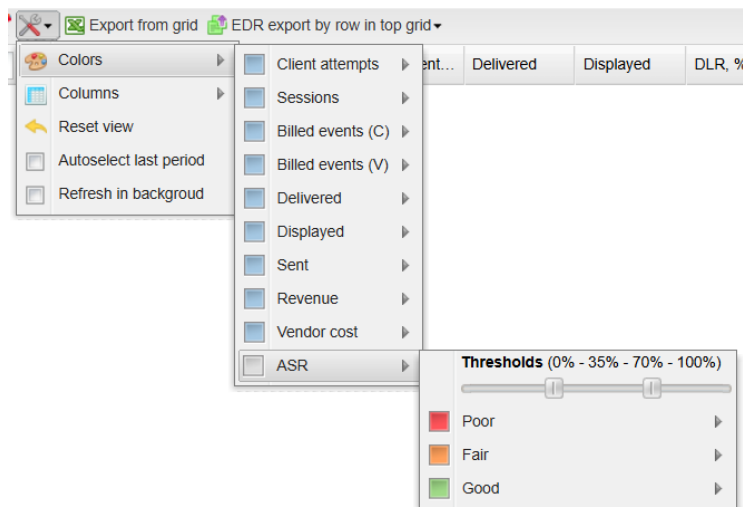 Export from grid EDR export by row in top grid
ent... Delivered Displayed DLR, %
Colors
Columns
Reset view
Autoselect last period
Refresh in backgroud
Client attempts
Sessions
Billed events (C)
Billed events (V)
Delivered
Displayed
Sent
Revenue
Vendor cost
ASR
Thresholds (0% - 35% - 70% - 100%)
Poor
Fair
Good